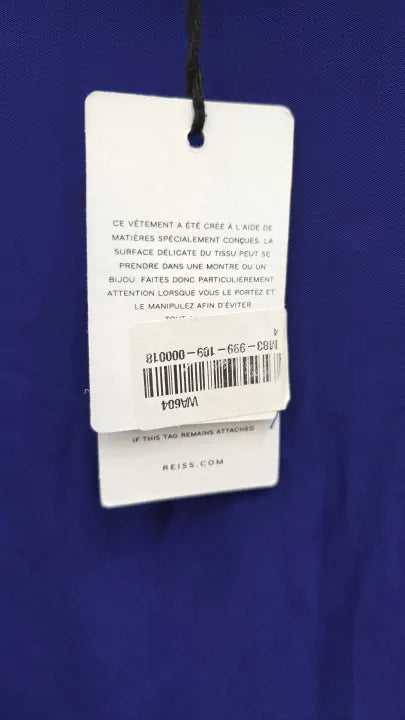 CE VÊTEMENT A ÉTÉ CRÉÉ À L'AIDE DE
MATIÈRES SPÉCIALEMENT CONÇUES. LA
SURFACE DÉLICATE DU TISSU PEUT SE
PRENDRE DANS UNE MONTRE OU UN
BIJOU. FAITES DONC PARTICULIÈREMENT
ATTENTION LORSQUE VOUS LE PORTEZ ET
LE MANIPULEZ AFIN D'ÉVITER
4
M83-999-169-000018
WA604
IF THIS TAG REMAINS ATTACHED
REISS.COM